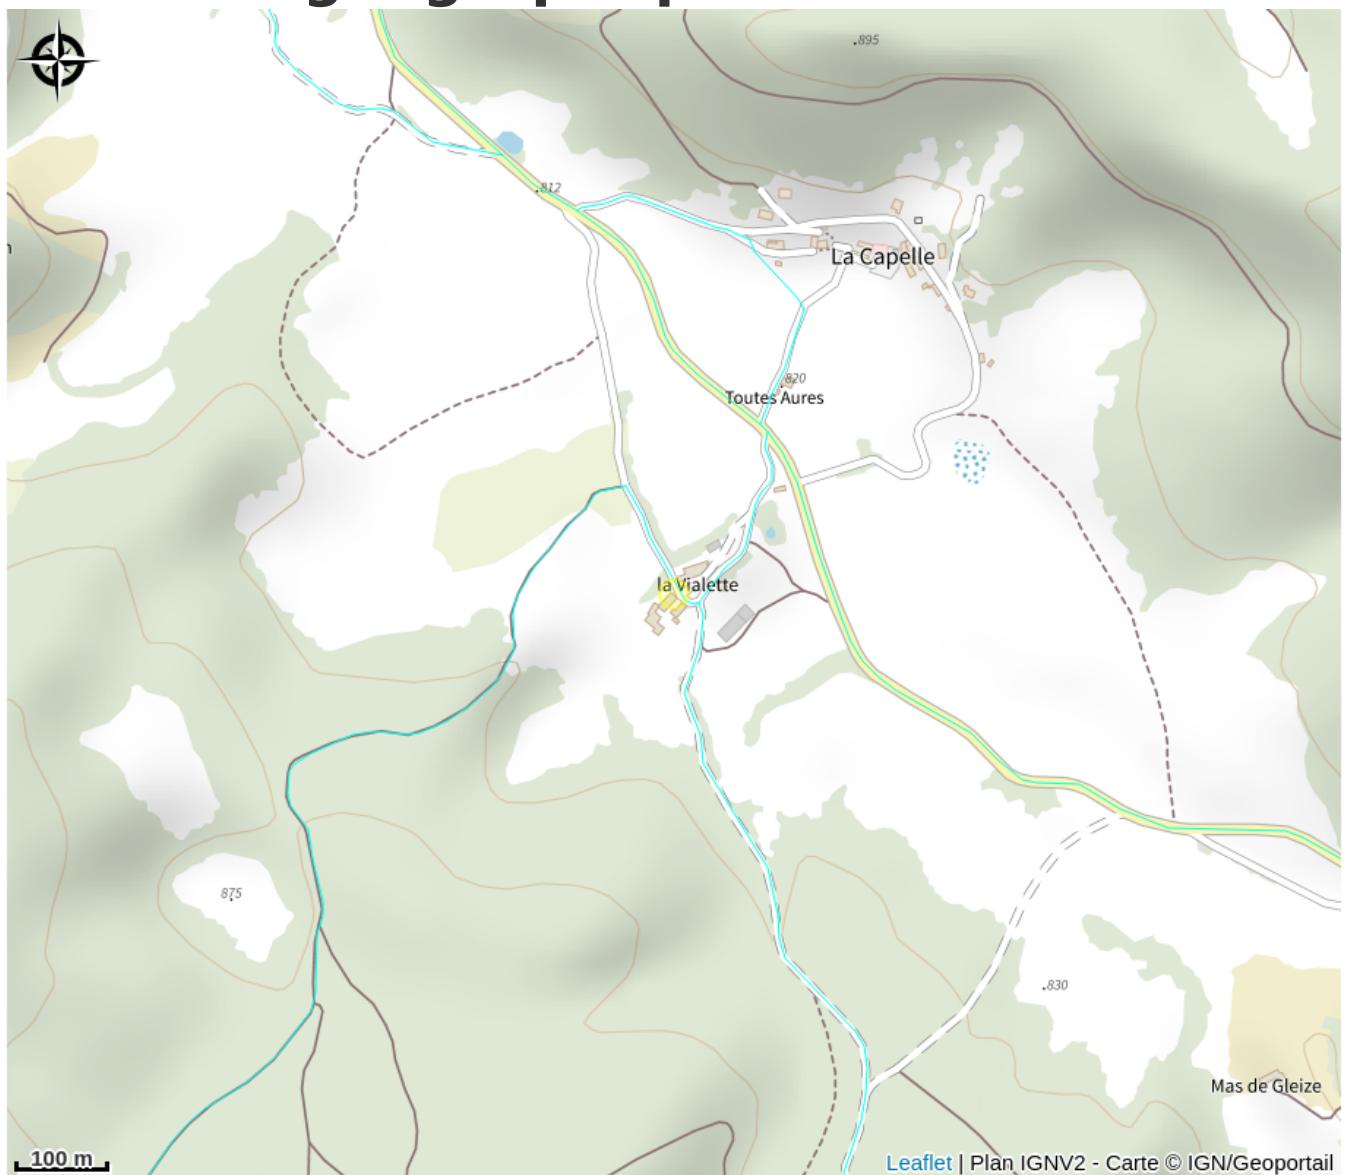 .895
.812
La Capelle
.820
Toutes Aures
la Vialette
875
.830
Mas de Gleize
100 m
Leaflet | Plan IGNV2 - Carte © IGN/Geoportail